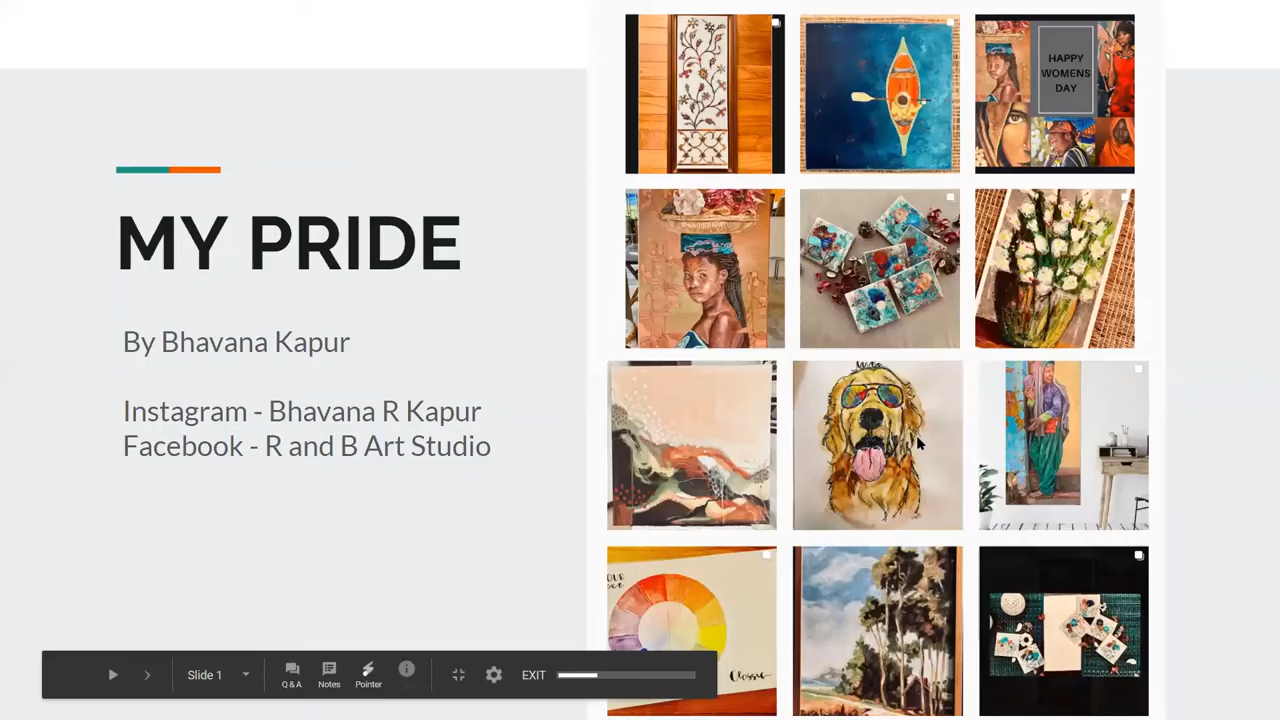 MY PRIDE
By Bhavana Kapur
Instagram - Bhavana R Kapur
Facebook - R and B Art Studio
HAPPY
WOMENS
DAY
Classic
Slide 1
Q & A
Notes
Pointer
EXIT